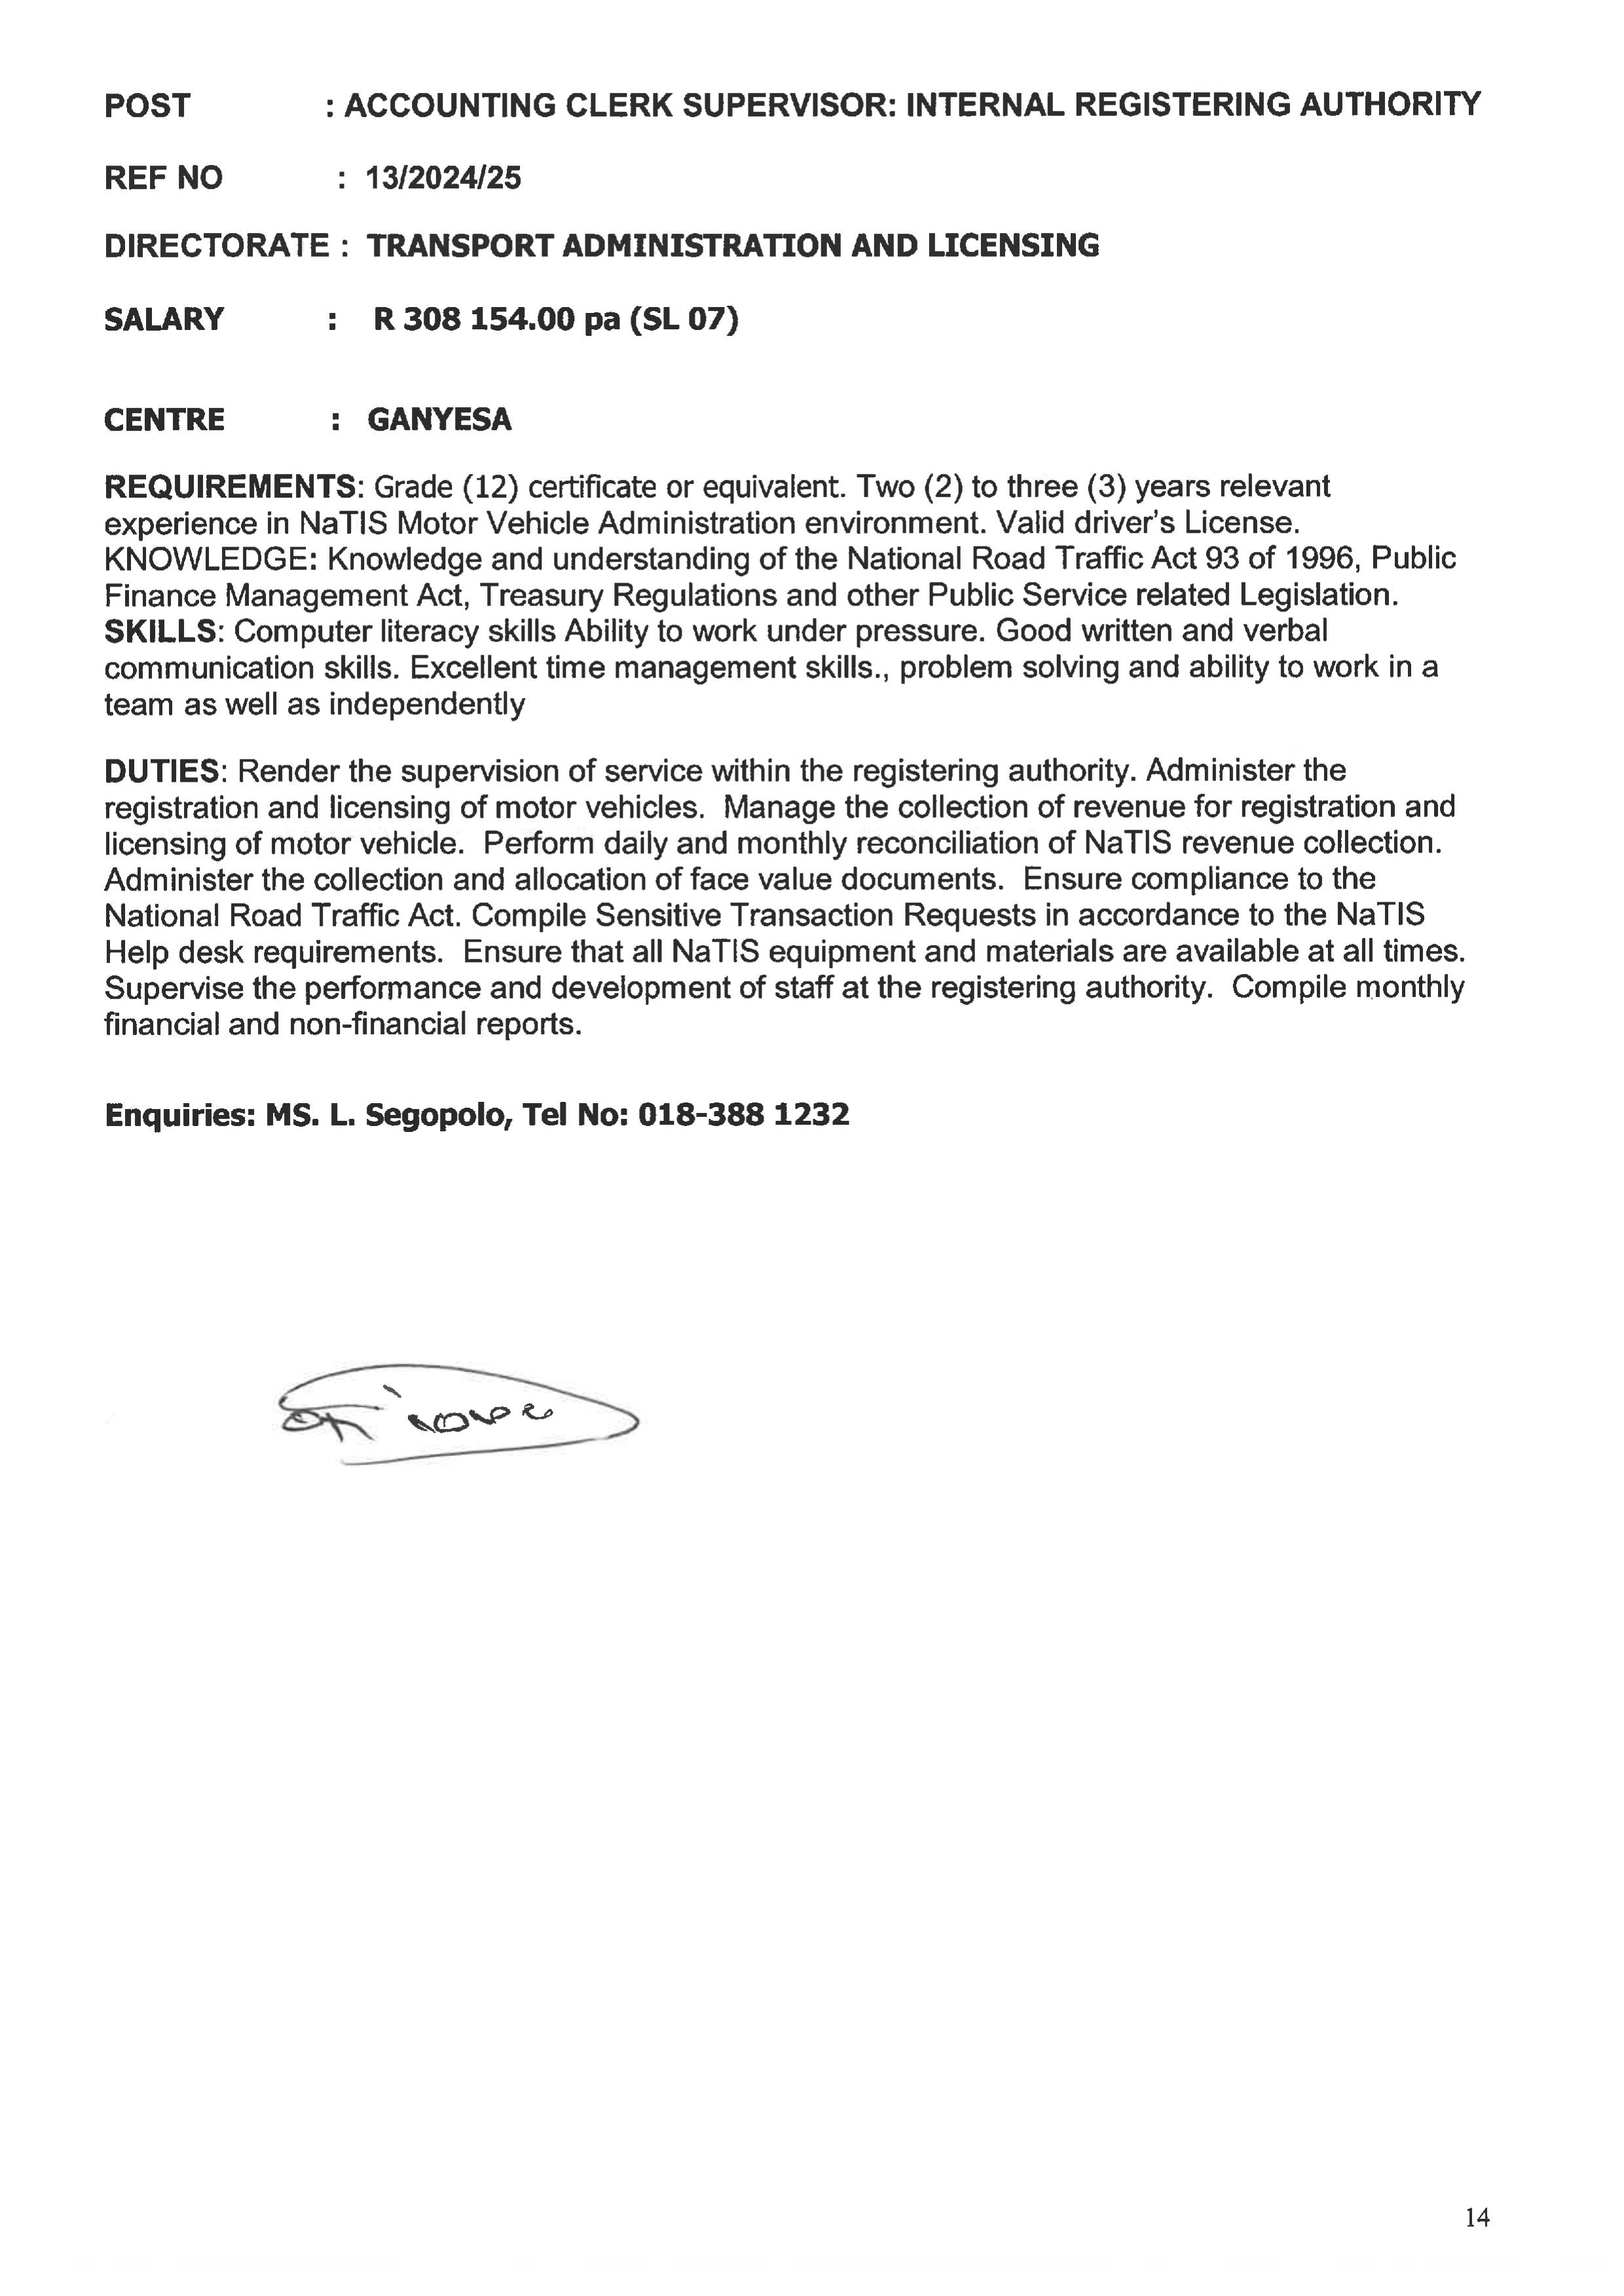 POST : ACCOUNTING CLERK SUPERVISOR: INTERNAL REGISTERING AUTHORITY
REF NO : 13/2024/25
DIRECTORATE : TRANSPORT ADMINISTRATION AND LICENSING
SALARY : R 308 154.00 pa (SL 07)
CENTRE : GANYESA
REQUIREMENTS: Grade (12) certificate or equivalent. Two (2) to three (3) years relevant
experience in NaTIS Motor Vehicle Administration environment. Valid driver's License.
KNOWLEDGE: Knowledge and understanding of the National Road Traffic Act 93 of 1996, Public
Finance Management Act, Treasury Regulations and other Public Service related Legislation.
SKILLS: Computer literacy skills Ability to work under pressure. Good written and verbal
communication skills. Excellent time management skills., problem solving and ability to work in a
team as well as independently
DUTIES: Render the supervision of service within the registering authority. Administer the
registration and licensing of motor vehicles. Manage the collection of revenue for registration and
licensing of motor vehicle. Perform daily and monthly reconciliation of NaTIS revenue collection.
Administer the collection and allocation of face value documents. Ensure compliance to the
National Road Traffic Act. Compile Sensitive Transaction Requests in accordance to the NaTIS
Help desk requirements. Ensure that all NaTIS equipment and materials are available at all times.
Supervise the performance and development of staff at the registering authority. Compile monthly
financial and non-financial reports.
Enquiries: MS. L. Segopolo, Tel No: 018-388 1232
14